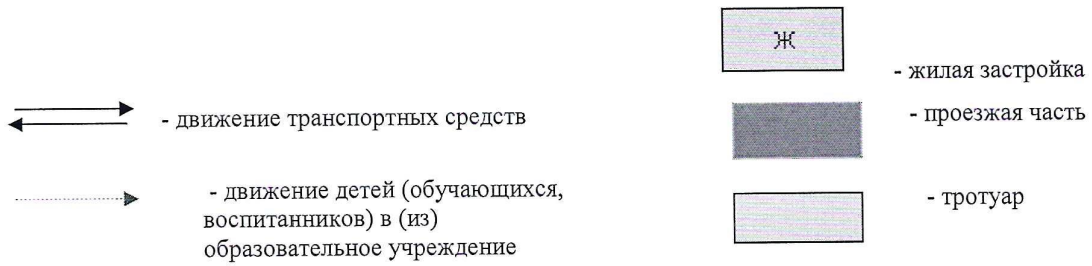 Ж
- жилая застройка
- движение транспортных средств
- проезжая часть
- движение детей (обучающихся,
воспитанников) в (из)
образовательное учреждение
- тротуар